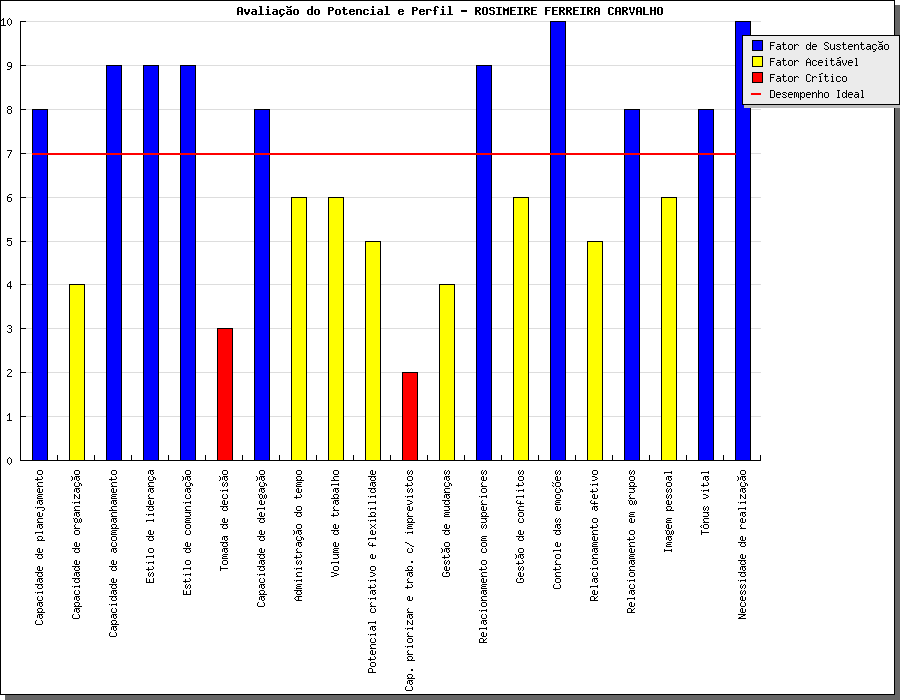 Avaliação do Potencial e Perfil - ROSIMEIRE FERREIRA CARVALHO
Fator de Sustentação
Fator Aceitável
Fator Crítico
Desempenho Ideal
10
9
8
7
6
5
4
3
2
1
0
Capacidade de planejamento
Capacidade de organização
Capacidade de acompanhamento
Estilo de liderança
Estilo de comunicação
Tomada de decisão
Capacidade de delegação
Administração do tempo
Volume de trabalho
Potencial criativo e flexibilidade
Cap. priorizar e trab. c/ imprevistos
Gestão de mudanças
Relacionamento com superiores
Gestão de conflitos
Controle das emoções
Relacionamento afetivo
Relacionamento em grupos
Imagem pessoal
Tônus vital
Necessidade de realização